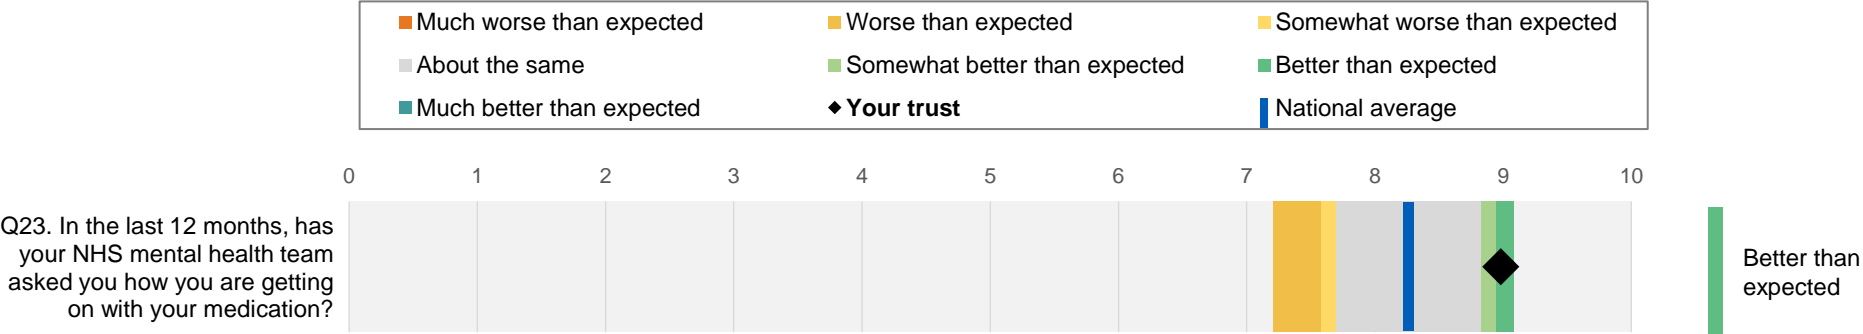 Much worse than expected
Worse than expected
Somewhat worse than expected
About the same
Somewhat better than expected
Better than expected
Much better than expected
Your trust
National average
0 1 2 3 4 5 6 7 8 9 10
Q23. In the last 12 months, has
your NHS mental health team
asked you how you are getting
on with your medication?
Better than
expected